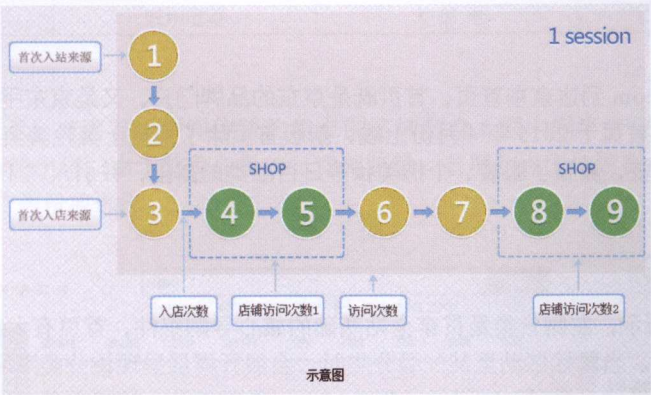 1 session
首次入站来源
1
2
SHOP
SHOP
首次入店来源
3
4
5
6
7
8
9
入店次数
店铺访问次数1
访问次数
店铺访问次数2
示意图